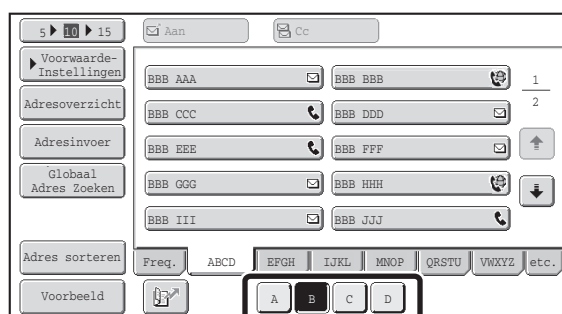 5 10 15
Aan
Cc
Voorwaarde-
Instellingen
Adresoverzicht
Adresinvoer
Globaal
Adres Zoeken
Adres sorteren
Voorbeeld
BBB AAA
BBB BBB
BBB CCC
BBB DDD
BBB EEE
BBB FFF
BBB GGG
BBB HHH
BBB III
BBB JJJ
1
2
Freq. ABCD EFGH IJKL MNOP QRSTU VWXYZ etc.
A B C D